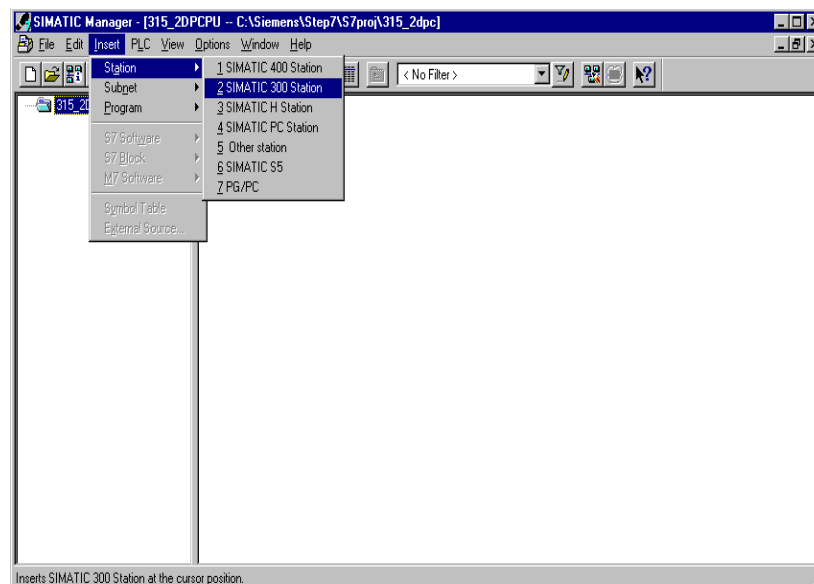 SIMATIC Manager - [315_2DPCPU -- C:\Siemens\Step7\S7proj\315_2dpc]
File Edit Insert PLC View Options Window Help
< No Filter >
Station
Subnet
Program
S7 Software
S7 Block
M7 Software
Symbol Table
External Source...
1 SIMATIC 400 Station
2 SIMATIC 300 Station
3 SIMATIC H Station
4 SIMATIC PC Station
5 Other station
6 SIMATIC S5
7 PG/PC
315_2D
Inserts SIMATIC 300 Station at the cursor position.